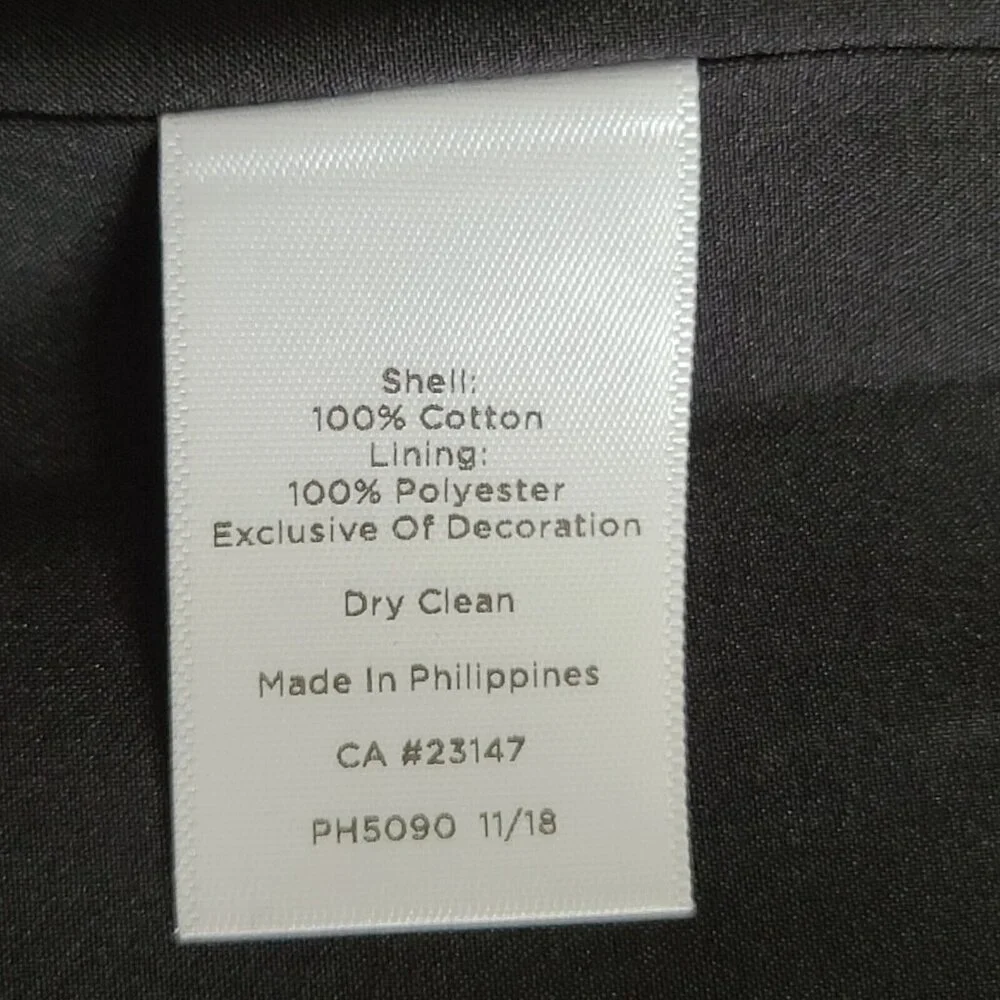 Shell:
100% Cotton
Lining:
100% Polyester
Exclusive Of Decoration
Dry Clean
Made In Philippines
CA #23147
PH5090 11/18